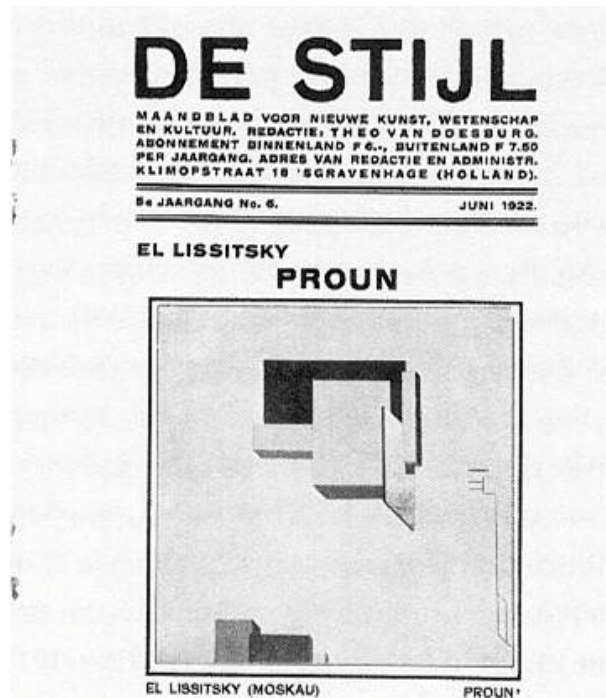 DE STIJL
MAANDBLAD VOOR NIEUWE KUNST, WETENSCHAP
EN KULTUUR. REDACTIE: THEO VAN DOESBURG.
ABONNEMENT BINNENLAND F 6.-, BUITENLAND F 7.50
PER JAARGANG. ADRES VAN REDACTIE EN ADMINISTR.
KLIMOPSTRAAT 18 'SGRAVENHAGE (HOLLAND).
5e JAARGANG No. 6. JUNI 1922.
EL LISSITSKY
PROUN
EL LISSITSKY (MOSKAU) PROUN